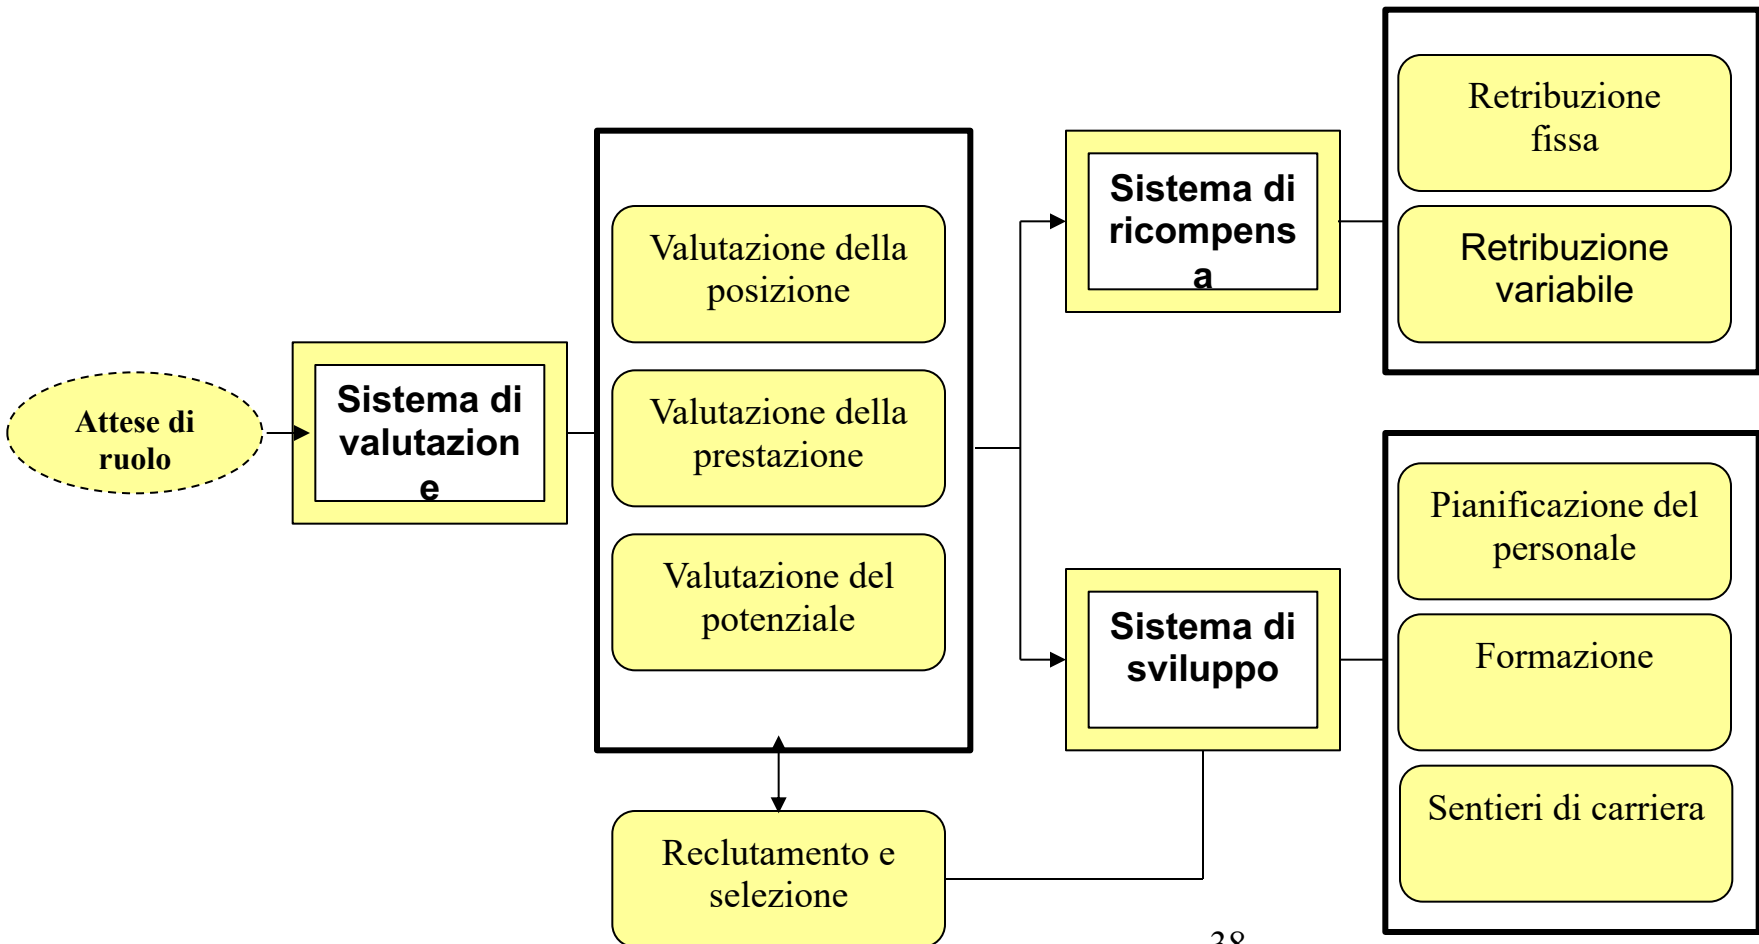 Attese di
ruolo
Sistema di
valutazion
e
Valutazione della
posizione
Valutazione della
prestazione
Valutazione del
potenziale
Reclutamento e
selezione
Sistema di
ricompens
a
Sistema di
sviluppo
Retribuzione
fissa
Retribuzione
variabile
Pianificazione del
personale
Formazione
Sentieri di carriera
38